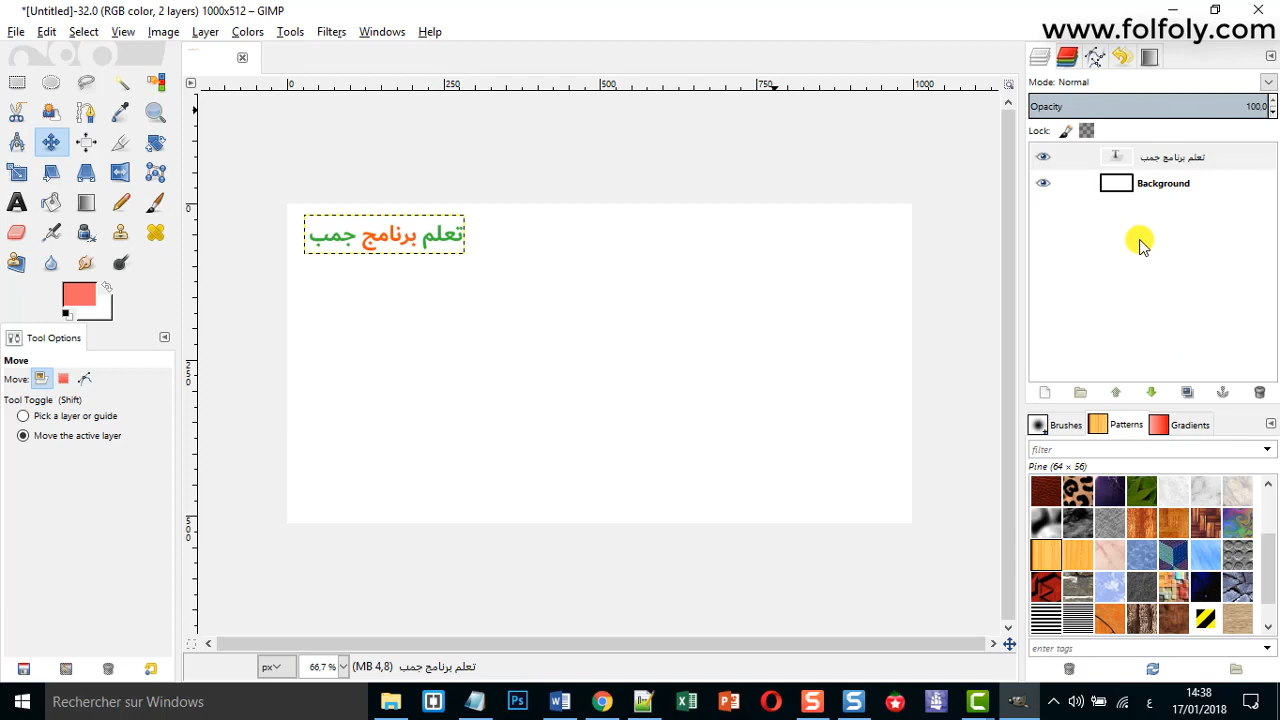 *[Untitled]-32.0 (RGB color, 2 layers) 1000x512 – GIMP
www.folfoly.com
File Edit Select View Image Layer Colors Tools Filters Windows Help
0 250 500 750 1000
Mode: Normal
Opacity 100,0
Lock:
تعلم برنامج جمب
Background
0
تعلم برنامج جمب
250
500
Tool Options
Move
Move:
Tool Toggle (Shift)
Pick a layer or guide
Move the active layer
Brushes Patterns Gradients
filter
Pine (64 × 56)
enter tags
px 66,7 % (MB 4,8) تعلم برنامج جمب
Rechercher sur Windows
ع 14:38
17/01/2018